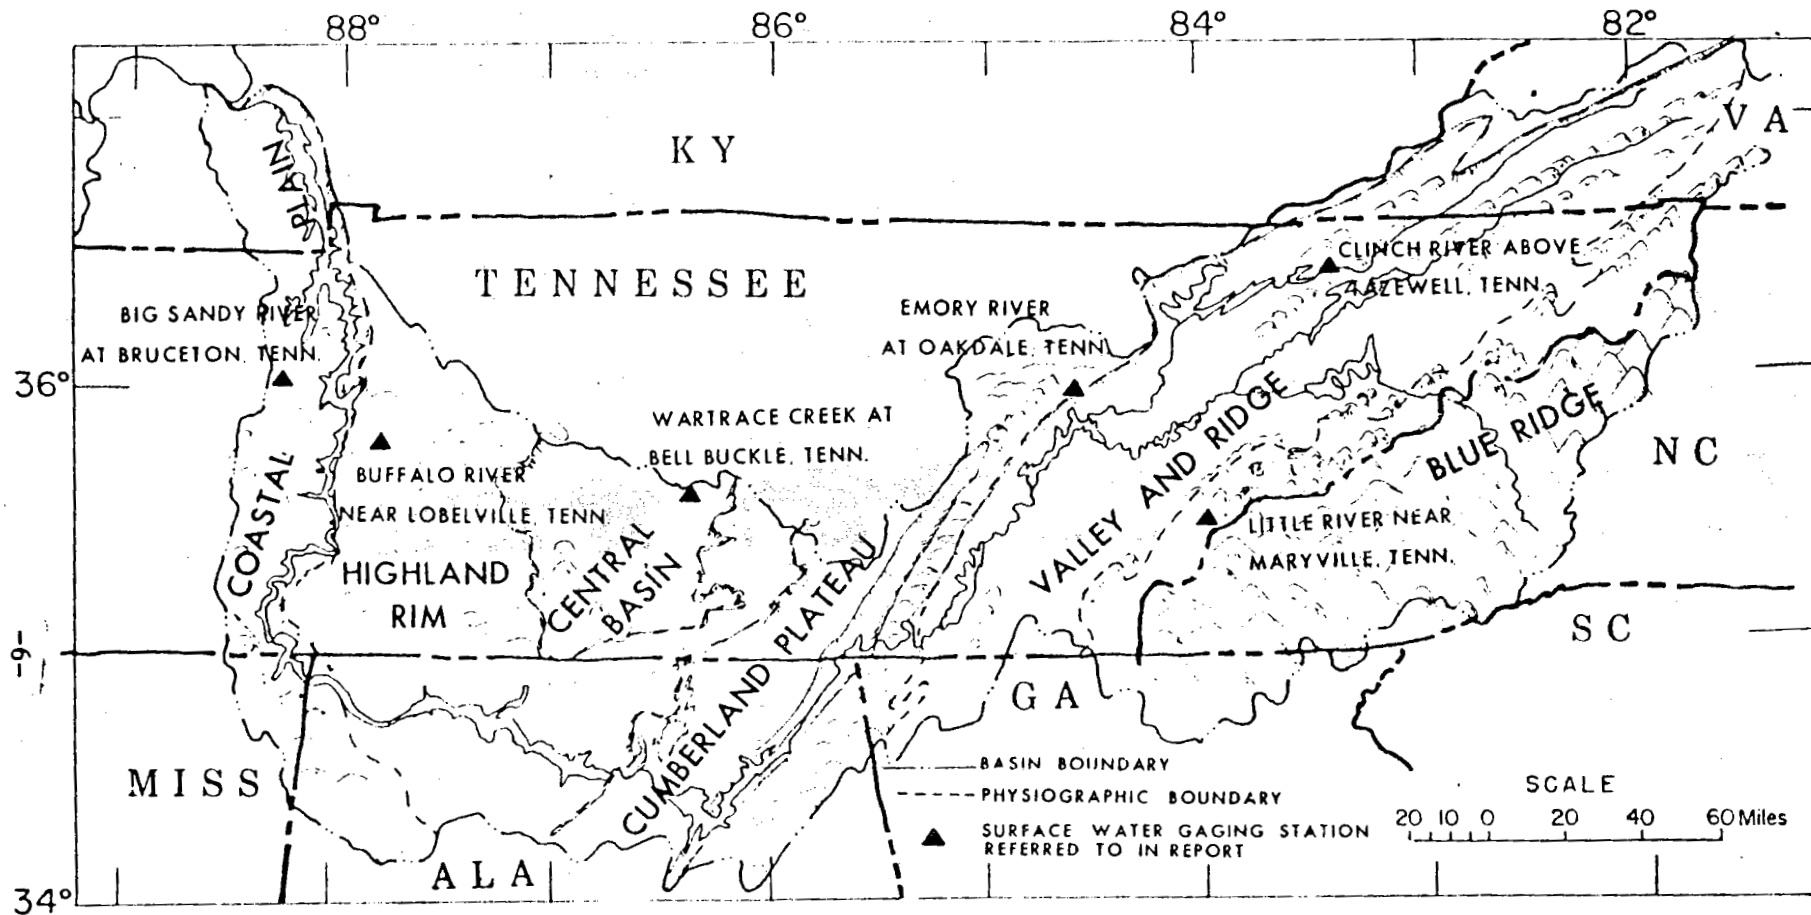 88°
86°
84°
82°
KY
VA
PLAIN
TENNESSEE
CLINCH RIVER ABOVE
TAZEWELL, TENN.
BIG SANDY RIVER
AT BRUCETON, TENN.
EMORY RIVER
AT OAKDALE, TENN.
36°
WARTRACE CREEK AT
BELL BUCKLE, TENN.
BUFFALO RIVER
NEAR LOBELVILLE, TENN
VALLEY AND RIDGE
BLUE RIDGE
NC
LITTLE RIVER NEAR
MARYVILLE, TENN.
COASTAL
HIGHLAND
RIM
CENTRAL
BASIN
CUMBERLAND PLATEAU
SC
GA
MISS
ALA
BASIN BOUNDARY
PHYSIOGRAPHIC BOUNDARY
SURFACE WATER GAGING STATION
REFERRED TO IN REPORT
SCALE
20 10 0 20 40 60 Miles
34°